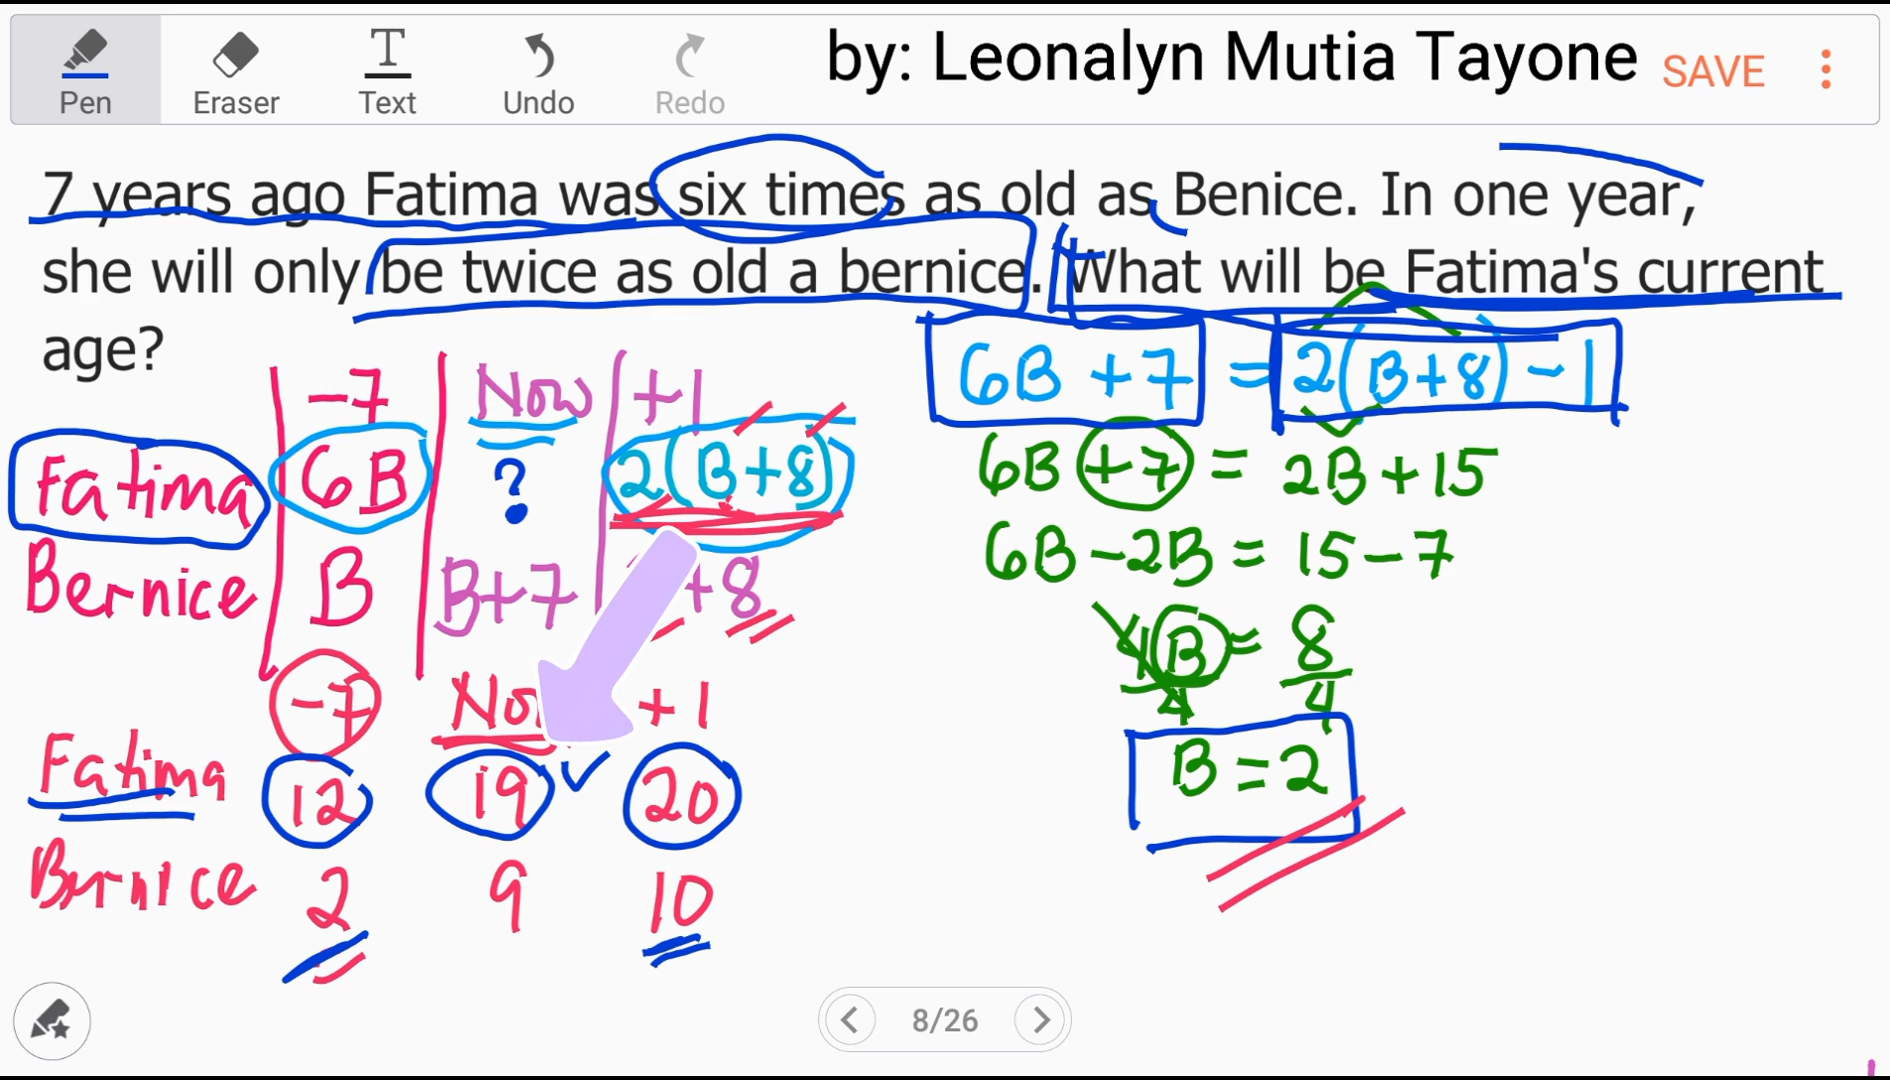 Pen Eraser Text Undo Redo by: Leonalyn Mutia Tayone SAVE
7 years ago Fatima was six times as old as Benice. In one year,
she will only be twice as old a bernice. What will be Fatima's current
age?
6B + 7 = 2(B+8) - 1
-7 Now +1
Fatima 6B ? 2(B+8)
6B + 7 = 2B + 15
Bernice B B+7 +8
6B - 2B = 15 - 7
4B = 8
4 4
-7 No +1
B = 2
Fatima 12 19 20
Bernice 2 9 10
8/26